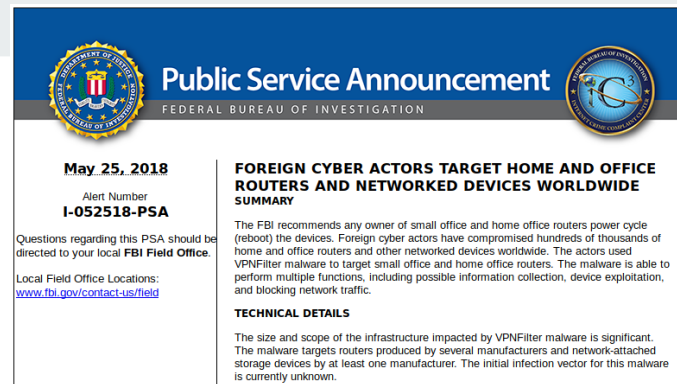 Public Service Announcement
FEDERAL BUREAU OF INVESTIGATION
May 25, 2018
Alert Number
I-052518-PSA
Questions regarding this PSA should be
directed to your local FBI Field Office.
Local Field Office Locations:
www.fbi.gov/contact-us/field
FOREIGN CYBER ACTORS TARGET HOME AND OFFICE
ROUTERS AND NETWORKED DEVICES WORLDWIDE
SUMMARY
The FBI recommends any owner of small office and home office routers power cycle
(reboot) the devices. Foreign cyber actors have compromised hundreds of thousands of
home and office routers and other networked devices worldwide. The actors used
VPNFilter malware to target small office and home office routers. The malware is able to
perform multiple functions, including possible information collection, device exploitation,
and blocking network traffic.
TECHNICAL DETAILS
The size and scope of the infrastructure impacted by VPNFilter malware is significant.
The malware targets routers produced by several manufacturers and network-attached
storage devices by at least one manufacturer. The initial infection vector for this malware
is currently unknown.